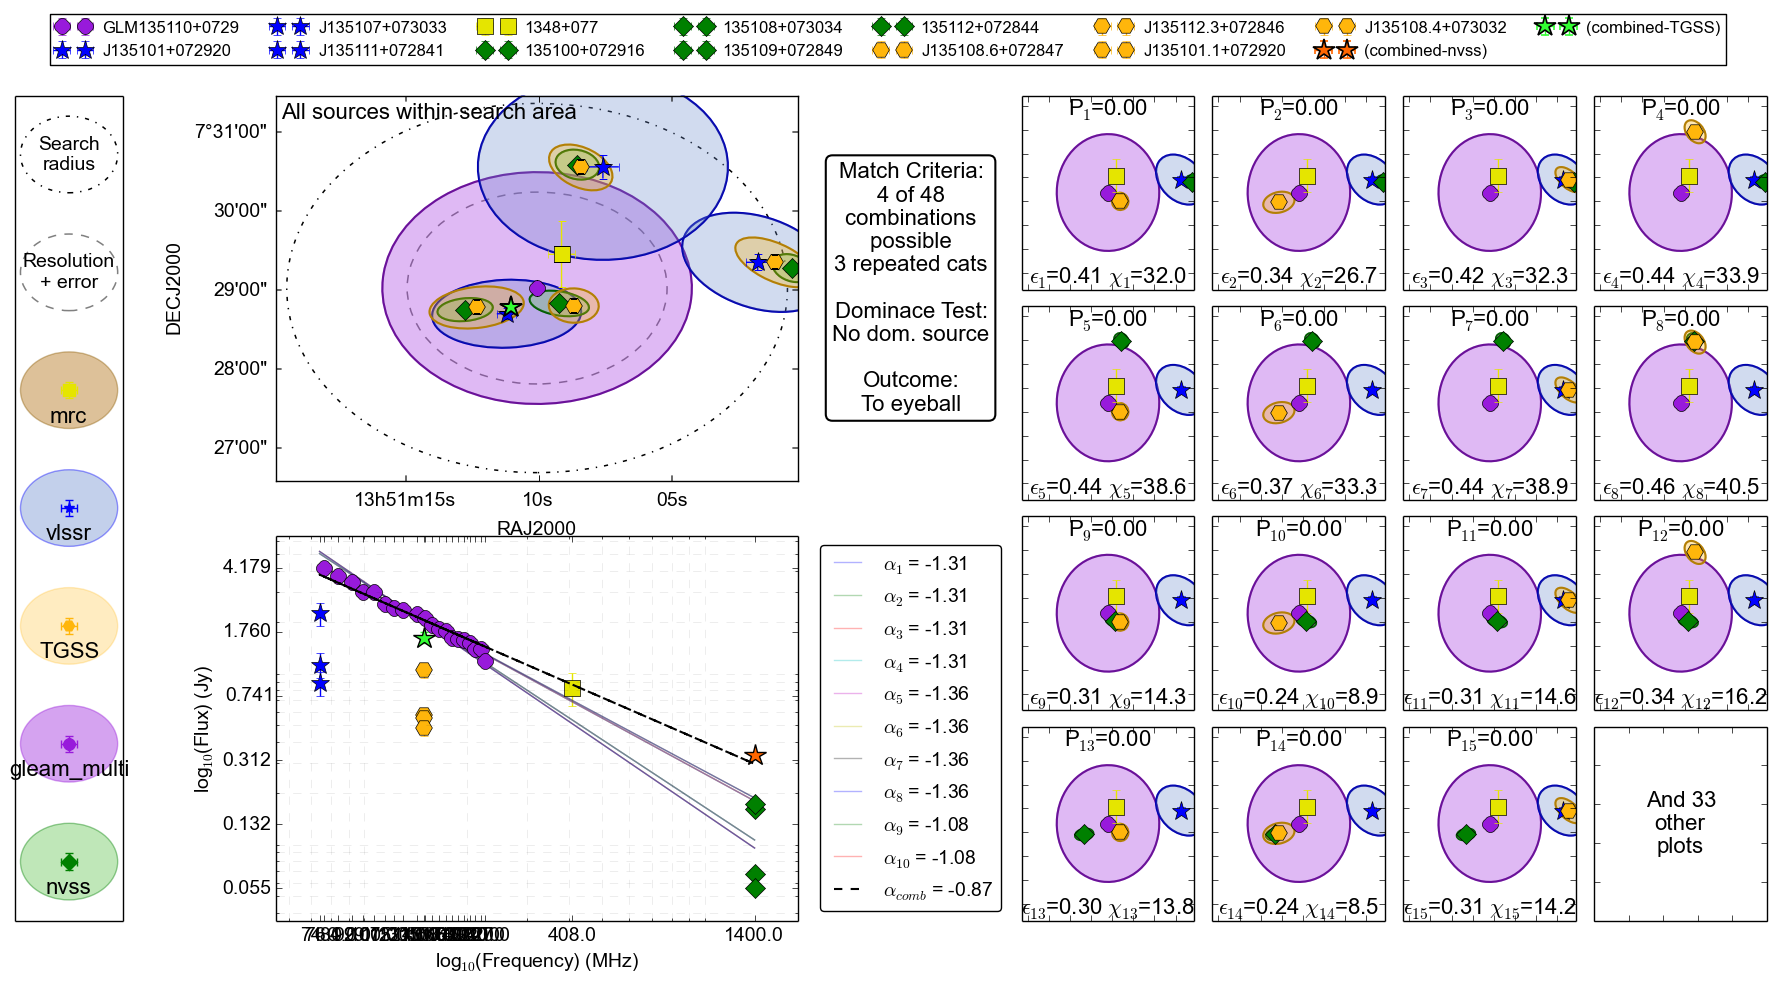 GLM135110+0729
J135107+073033
1348+077
135108+073034
135112+072844
J135112.3+072846
J135108.4+073032
(combined-TGSS)
J135101+072920
J135111+072841
135100+072916
135109+072849
J135108.6+072847
J135101.1+072920
(combined-nvss)
Search
radius
Resolution
+ error
mrc
vlssr
TGSS
gleam_multi
nvss
All sources within search area
DECJ2000
7°31'00"
30'00"
29'00"
28'00"
27'00"
13h51m15s
10s
05s
RAJ2000
Match Criteria:
4 of 48
combinations
possible
3 repeated cats
Dominace Test:
No dom. source
Outcome:
To eyeball
log10(Flux) (Jy)
4.179
1.760
0.741
0.312
0.132
0.055
408.0
1400.0
log10(Frequency) (MHz)
α1 = -1.31
α2 = -1.31
α3 = -1.31
α4 = -1.31
α5 = -1.36
α6 = -1.36
α7 = -1.36
α8 = -1.36
α9 = -1.08
α10 = -1.08
αcomb = -0.87
P1=0.00
ϵ1=0.41 χ1=32.0
P2=0.00
ϵ2=0.34 χ2=26.7
P3=0.00
ϵ3=0.42 χ3=32.3
P4=0.00
ϵ4=0.44 χ4=33.9
P5=0.00
ϵ5=0.44 χ5=38.6
P6=0.00
ϵ6=0.37 χ6=33.3
P7=0.00
ϵ7=0.44 χ7=38.9
P8=0.00
ϵ8=0.46 χ8=40.5
P9=0.00
ϵ9=0.31 χ9=14.3
P10=0.00
ϵ10=0.24 χ10=8.9
P11=0.00
ϵ11=0.31 χ11=14.6
P12=0.00
ϵ12=0.34 χ12=16.2
P13=0.00
ϵ13=0.30 χ13=13.8
P14=0.00
ϵ14=0.24 χ14=8.5
P15=0.00
ϵ15=0.31 χ15=14.2
And 33
other
plots